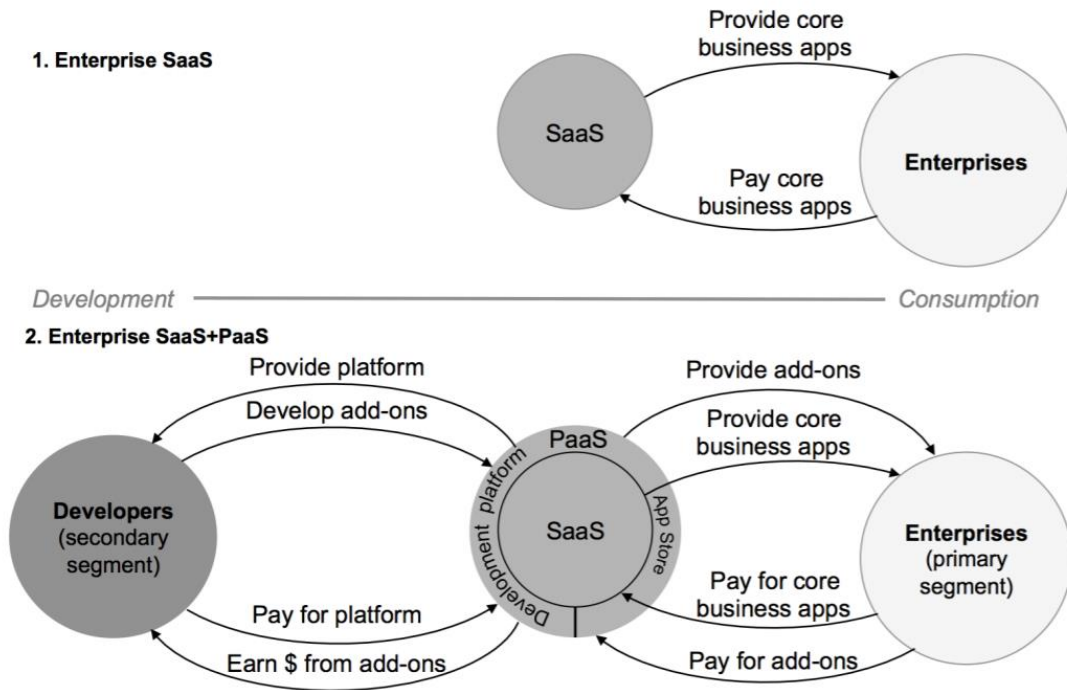 1. Enterprise SaaS
Provide core
business apps
SaaS
Enterprises
Pay core
business apps
Development
Consumption
2. Enterprise SaaS+PaaS
Provide platform
Develop add-ons
Provide add-ons
Provide core
business apps
Developers
(secondary
segment)
PaaS
Development platform
SaaS
App Store
Enterprises
(primary
segment)
Pay for platform
Earn $ from add-ons
Pay for core
business apps
Pay for add-ons